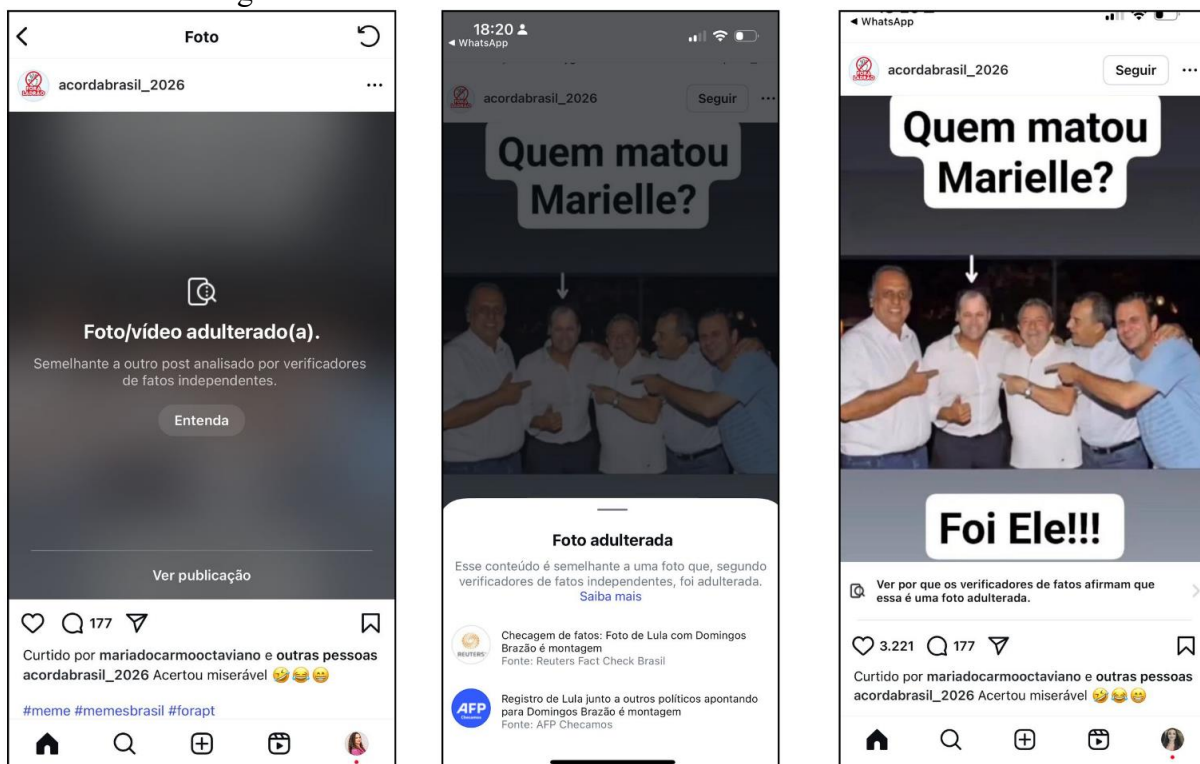 Foto
acordabrasil_2026
Foto/vídeo adulterado(a).
Semelhante a outro post analisado por verificadores
de fatos independentes.
Entenda
Ver publicação
177
Curtido por mariadocarmooctaviano e outras pessoas
acordabrasil_2026 Acertou miserável 🤣😂😁
#meme #memesbrasil #forapt
18:20
◄ WhatsApp
acordabrasil_2026
Seguir
Quem matou
Marielle?
Foto adulterada
Esse conteúdo é semelhante a uma foto que, segundo
verificadores de fatos independentes, foi adulterada.
Saiba mais
REUTERS
Checagem de fatos: Foto de Lula com Domingos
Brazão é montagem
Fonte: Reuters Fact Check Brasil
AFP
Checamos
Registro de Lula junto a outros políticos apontando
para Domingos Brazão é montagem
Fonte: AFP Checamos
◄ WhatsApp
acordabrasil_2026
Seguir
Quem matou
Marielle?
Foi Ele!!!
Ver por que os verificadores de fatos afirmam que
essa é uma foto adulterada.
3.221 177
Curtido por mariadocarmooctaviano e outras pessoas
acordabrasil_2026 Acertou miserável 🤣😂😁